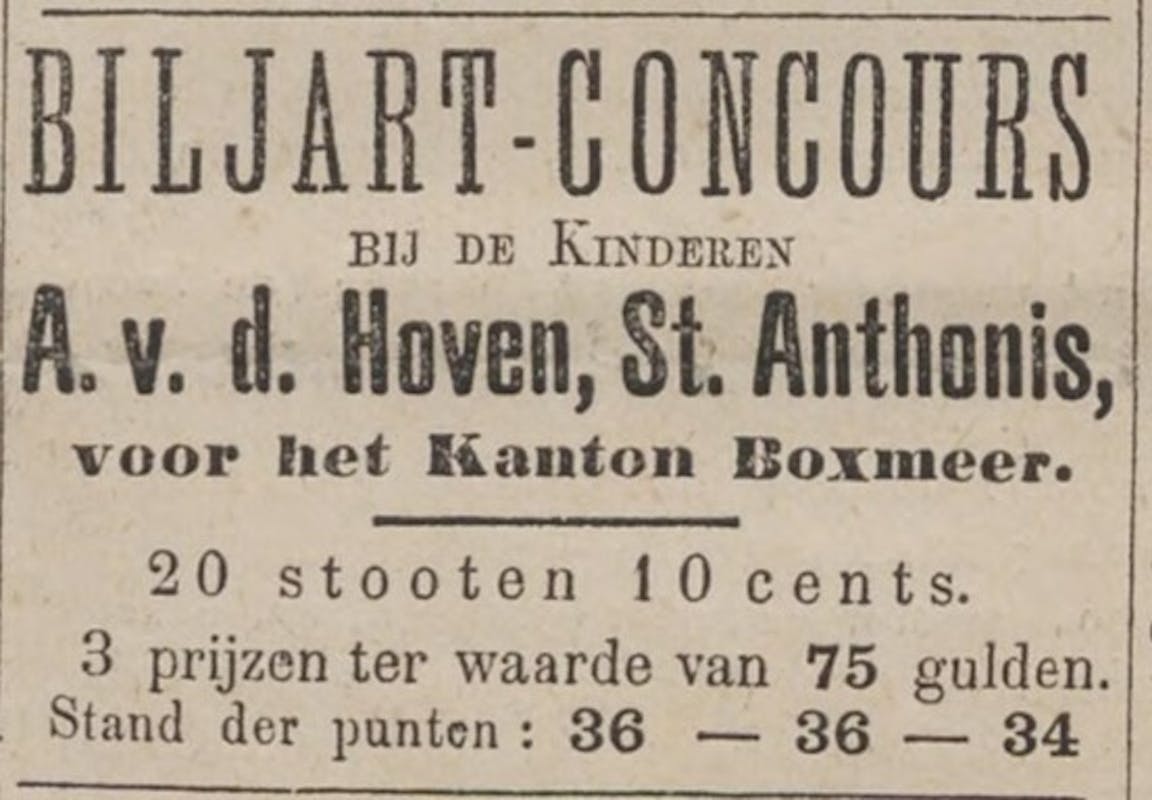 BILJART-CONCOURS
BIJ DE KINDEREN
A. v. d. Hoven, St. Anthonis,
voor het Kanton Boxmeer.
20 stooten 10 cents.
3 prijzen ter waarde van 75 gulden.
Stand der punten: 36 — 36 — 34